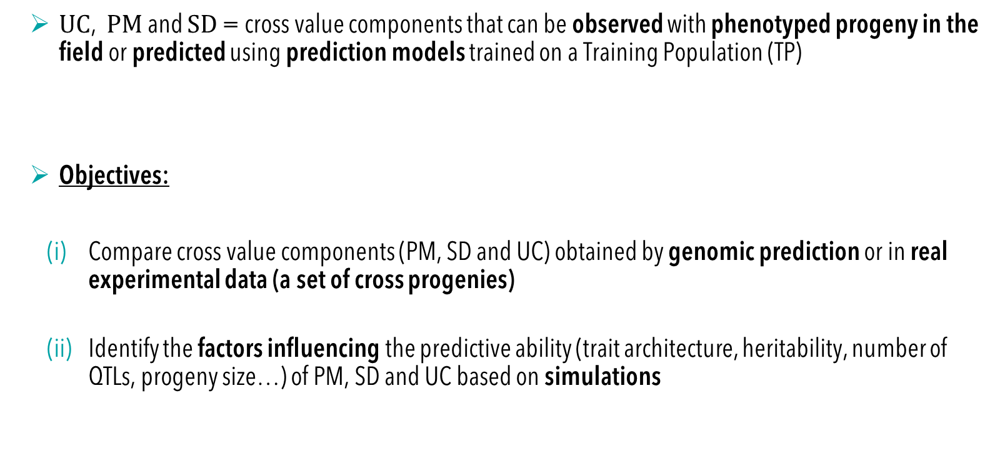 ➢ UC, PM and SD = cross value components that can be observed with phenotyped progeny in the
field or predicted using prediction models trained on a Training Population (TP)
➢ Objectives:
(i) Compare cross value components (PM, SD and UC) obtained by genomic prediction or in real
experimental data (a set of cross progenies)
(ii) Identify the factors influencing the predictive ability (trait architecture, heritability, number of
QTLs, progeny size…) of PM, SD and UC based on simulations